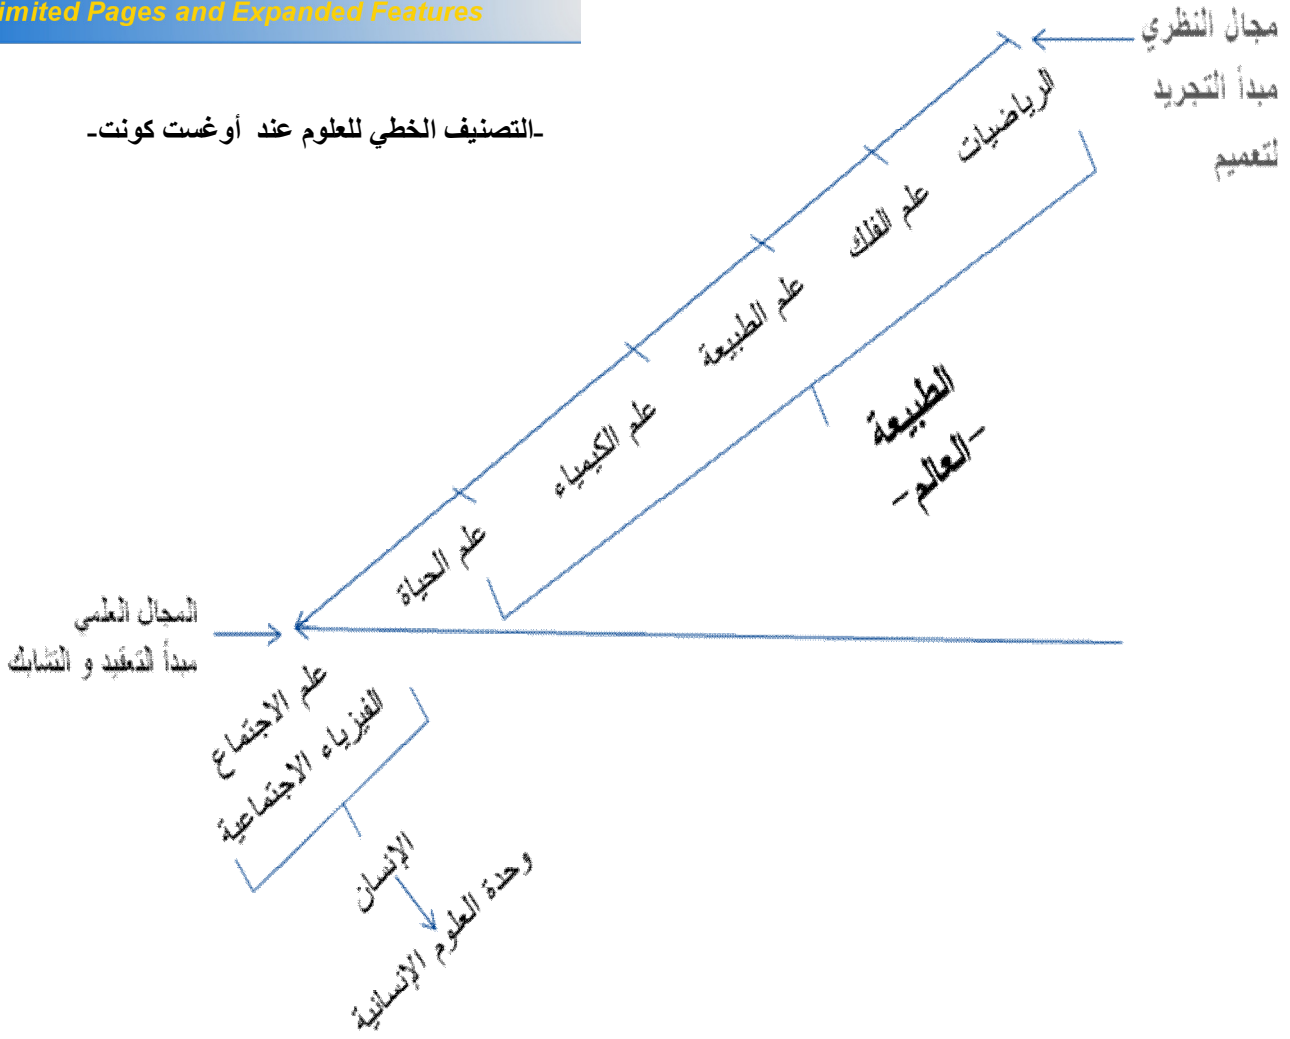 imited Pages and Expanded Features
مجال النظري
مبدأ التجريد
لتعميم
-التصنيف الخطي للعلوم عند أوغست كونت-
الرياضيات
علم الفلك
علم الطبيعة
علم الكيمياء
علم الحياة
الطبيعة
-العالم-
المجال العلمي
مبدأ التعقيد و التشابك
علم الاجتماع
الفيزياء الاجتماعية
الإنسان
وحدة العلوم الإنسانية